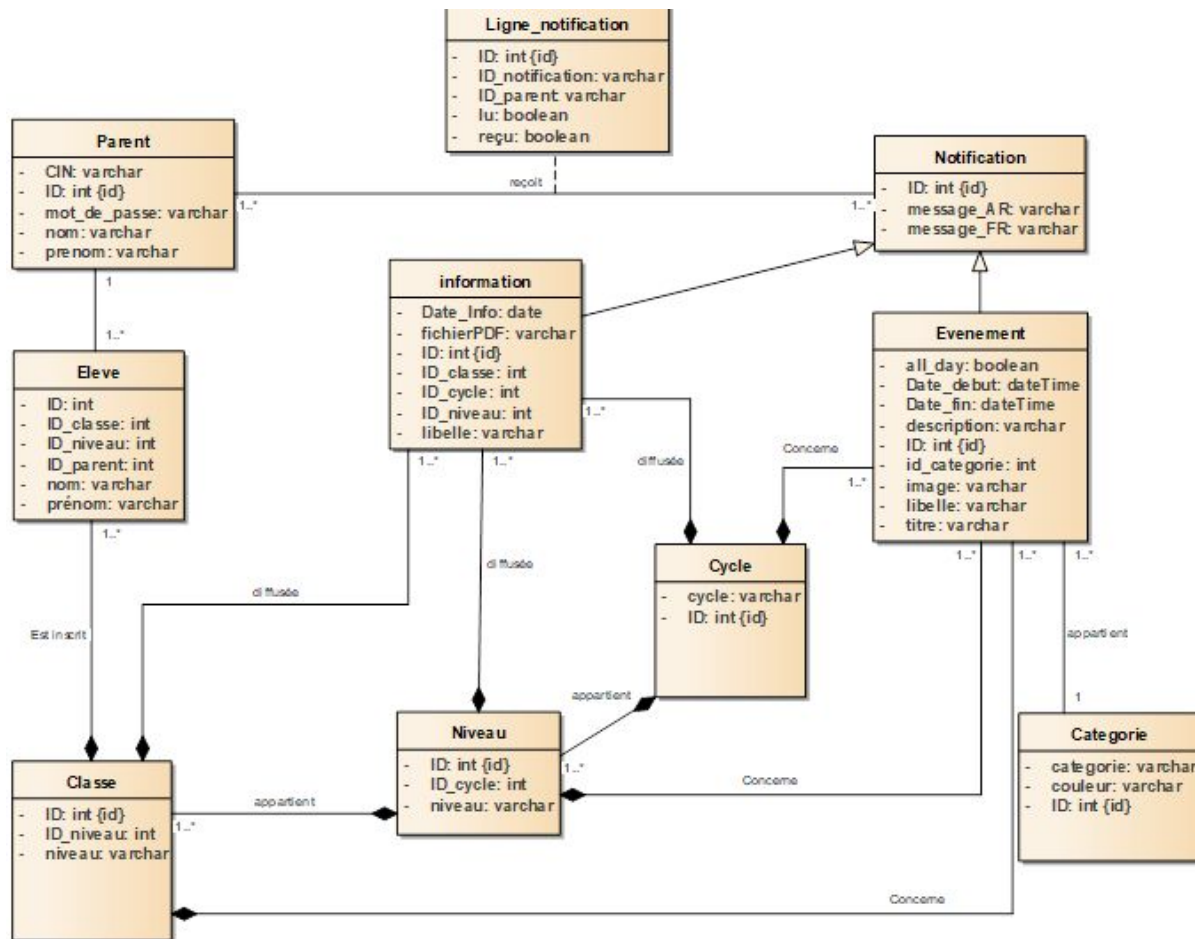 Ligne_notification
- ID: int {id}
- ID_notification: varchar
- ID_parent: varchar
- lu: boolean
- reçu: boolean
Parent
- CIN: varchar
- ID: int {id}
- mot_de_passe: varchar
- nom: varchar
- prenom: varchar
reçoit
1..*
1..*
Notification
- ID: int {id}
- message_AR: varchar
- message_FR: varchar
1
1..*
information
- Date_Info: date
- fichierPDF: varchar
- ID: int {id}
- ID_classe: int
- ID_cycle: int
- ID_niveau: int
- libelle: varchar
Evenement
- all_day: boolean
- Date_debut: dateTime
- Date_fin: dateTime
- description: varchar
- ID: int {id}
- id_categorie: int
- image: varchar
- libelle: varchar
- titre: varchar
Eleve
- ID: int
- ID_classe: int
- ID_niveau: int
- ID_parent: int
- nom: varchar
- prénom: varchar
1..*
1..*
1..*
1..*
diffusée
Concerne
1..*
1..*
1..*
1..*
Cycle
- cycle: varchar
- ID: int {id}
diffusée
diffusée
Est inscrit
appartient
appartient
1
Niveau
- ID: int {id}
- ID_cycle: int
- niveau: varchar
1..*
Categorie
- categorie: varchar
- couleur: varchar
- ID: int {id}
Classe
- ID: int {id}
- ID_niveau: int
- niveau: varchar
appartient
1..*
Concerne
Concerne